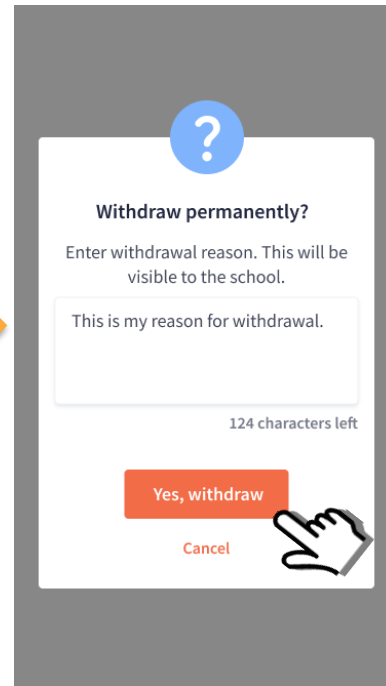 ?
Withdraw permanently?
Enter withdrawal reason. This will be
visible to the school.
This is my reason for withdrawal.
124 characters left
Yes, withdraw
Cancel